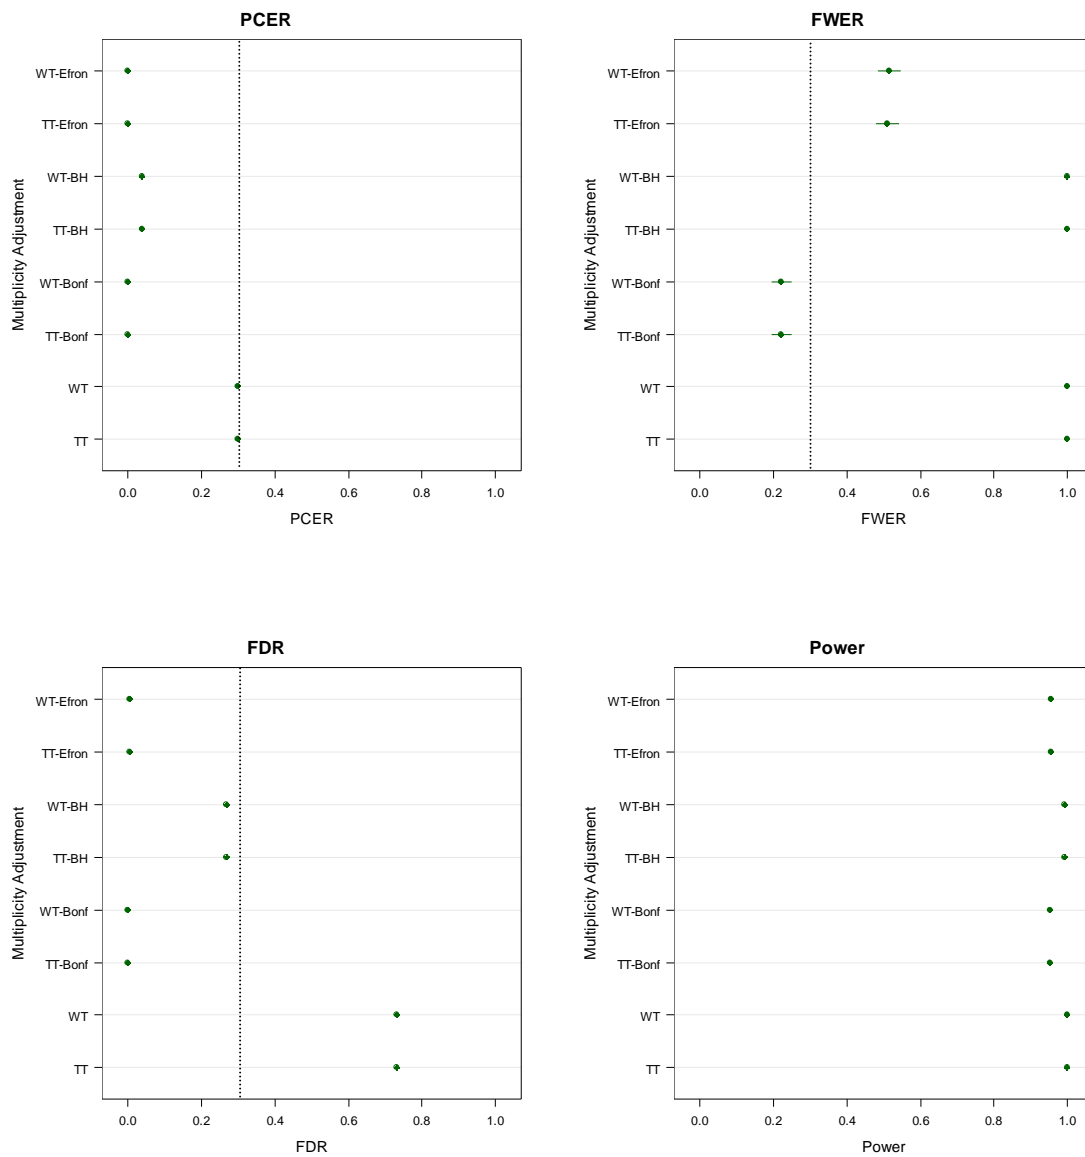 PCER
Multiplicity Adjustment
WT-Efron
TT-Efron
WT-BH
TT-BH
WT-Bonf
TT-Bonf
WT
TT
0.0 0.2 0.4 0.6 0.8 1.0
PCER
FWER
Multiplicity Adjustment
WT-Efron
TT-Efron
WT-BH
TT-BH
WT-Bonf
TT-Bonf
WT
TT
0.0 0.2 0.4 0.6 0.8 1.0
FWER
FDR
Multiplicity Adjustment
WT-Efron
TT-Efron
WT-BH
TT-BH
WT-Bonf
TT-Bonf
WT
TT
0.0 0.2 0.4 0.6 0.8 1.0
FDR
Power
Multiplicity Adjustment
WT-Efron
TT-Efron
WT-BH
TT-BH
WT-Bonf
TT-Bonf
WT
TT
0.0 0.2 0.4 0.6 0.8 1.0
Power